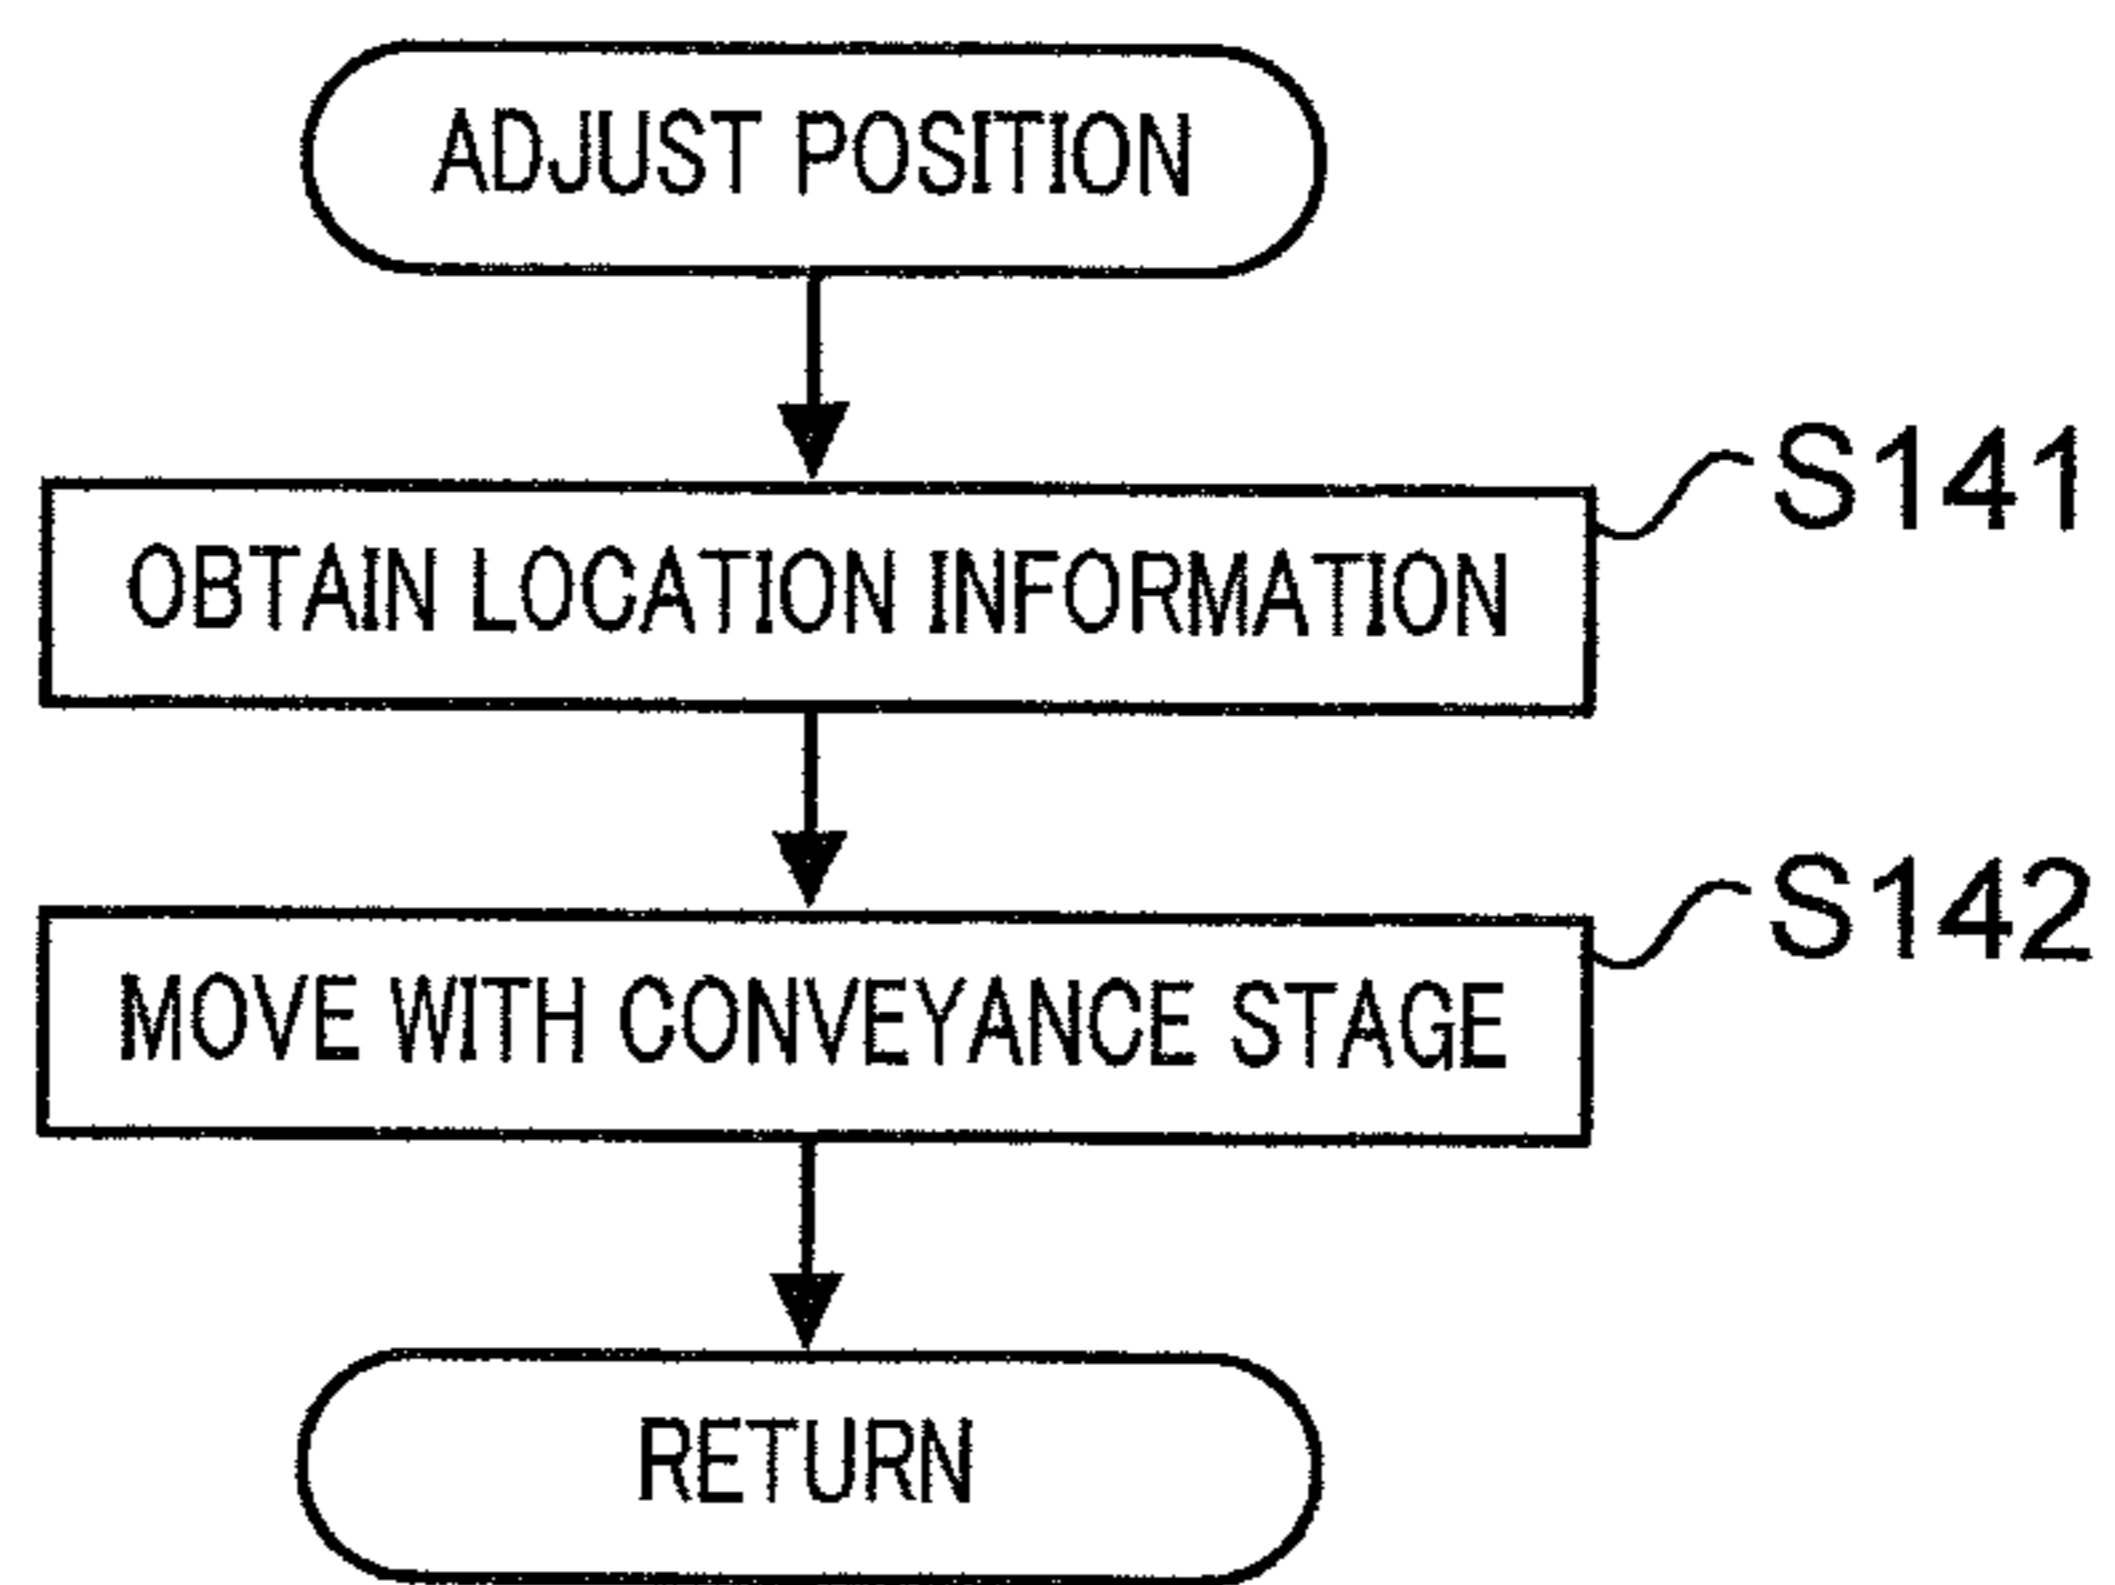 ADJUST POSITION
S141
OBTAIN LOCATION INFORMATION
S142
MOVE WITH CONVEYANCE STAGE
RETURN